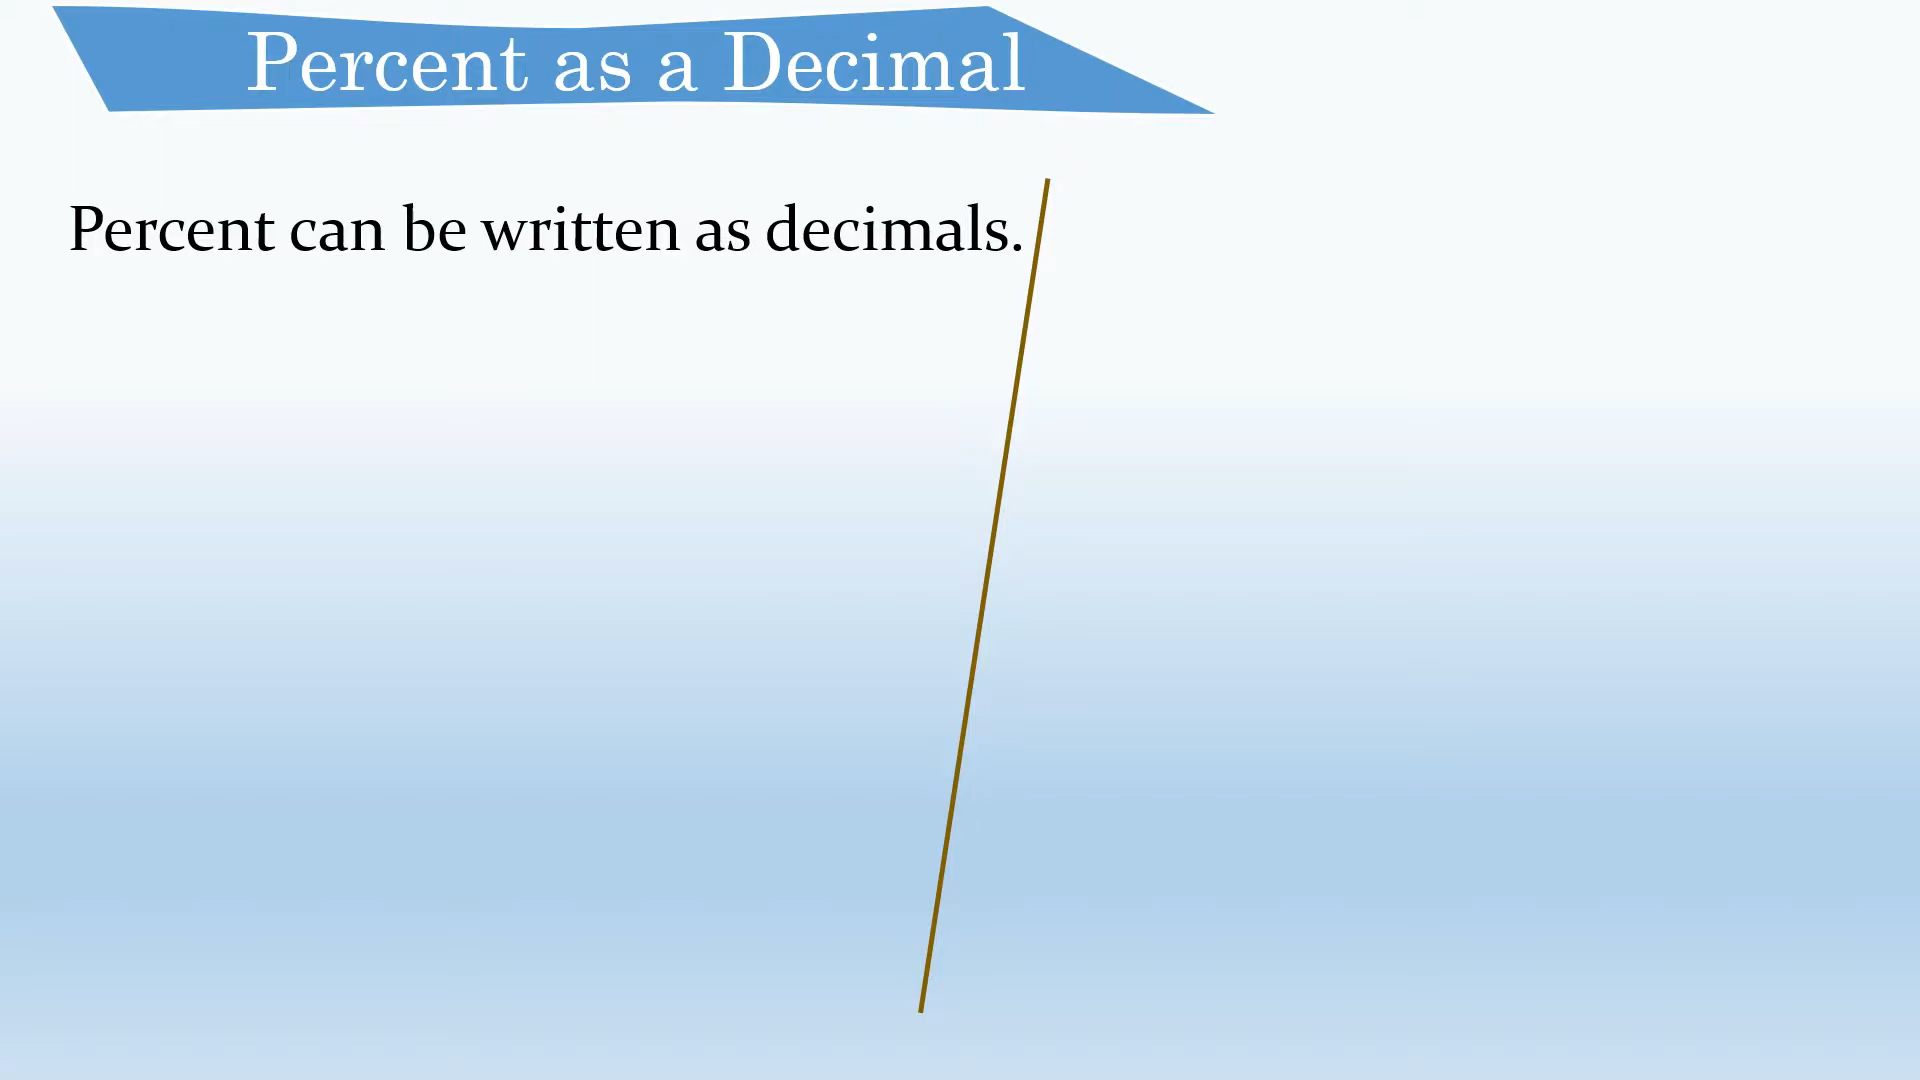 Percent as a Decimal
Percent can be written as decimals.